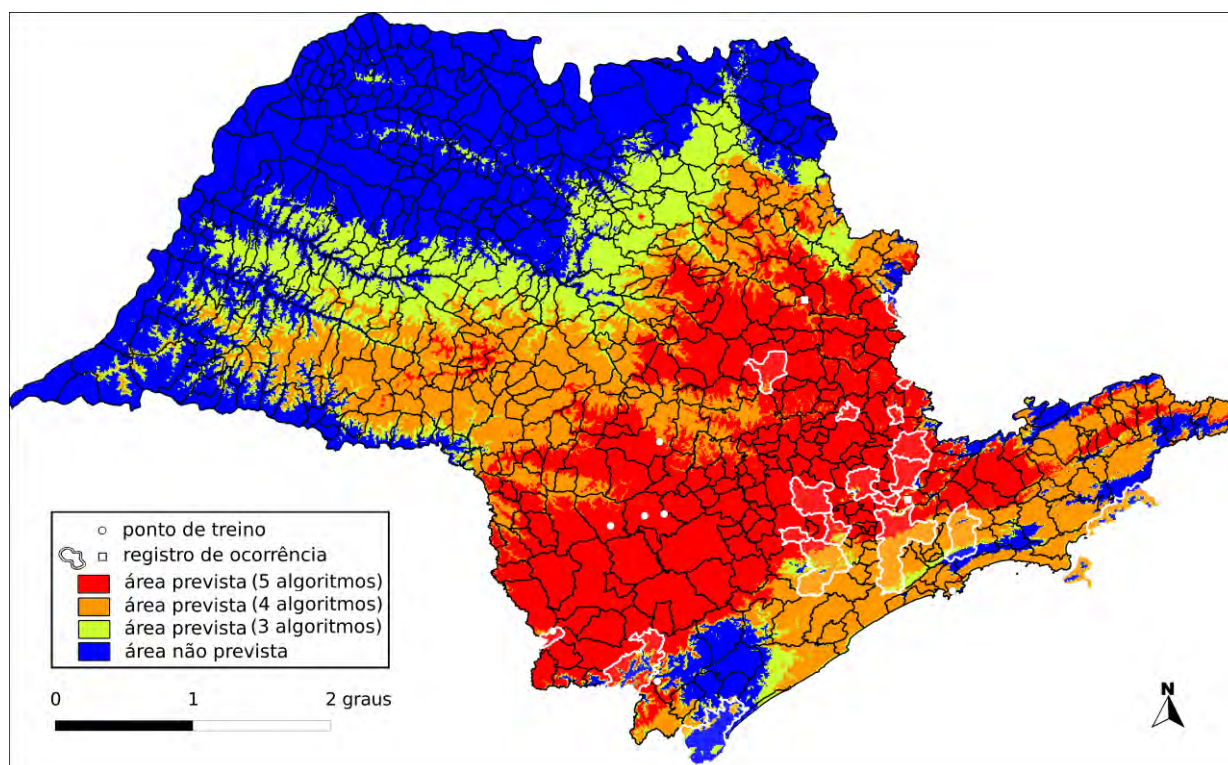 ponto de treino
registro de ocorrência
área prevista (5 algoritmos)
área prevista (4 algoritmos)
área prevista (3 algoritmos)
área não prevista
0 1 2 graus
N